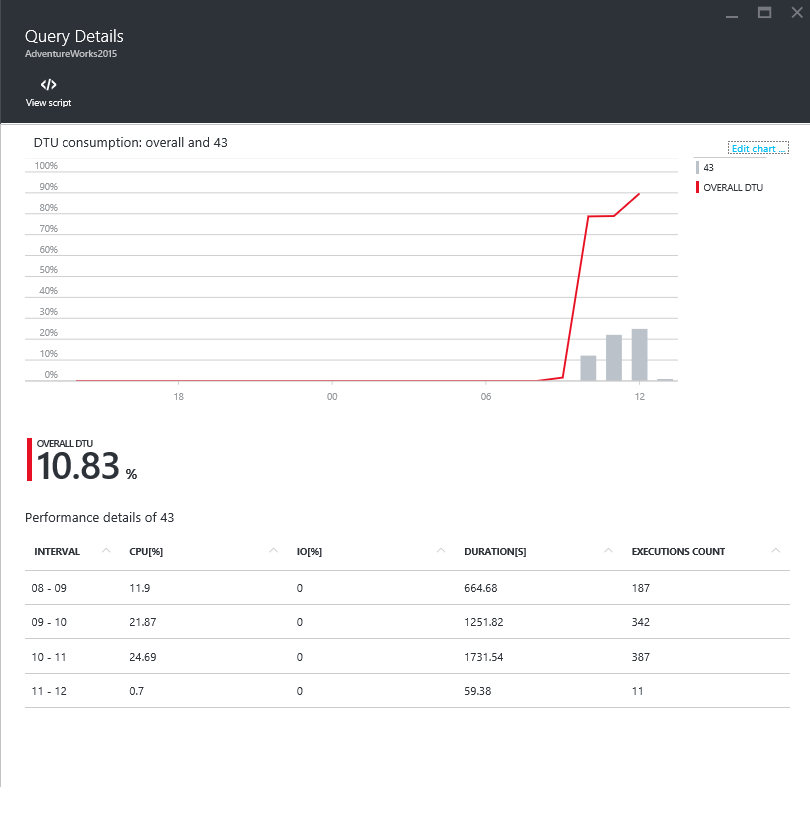 Query Details
AdventureWorks2015
</>
View script
DTU consumption: overall and 43
Edit chart ...
100%
90%
80%
70%
60%
50%
40%
30%
20%
10%
0%
18 00 06 12
43
OVERALL DTU
OVERALL DTU
10.83 %
Performance details of 43
INTERVAL CPU[%] IO[%] DURATION[S] EXECUTIONS COUNT
08 - 09 11.9 0 664.68 187
09 - 10 21.87 0 1251.82 342
10 - 11 24.69 0 1731.54 387
11 - 12 0.7 0 59.38 11